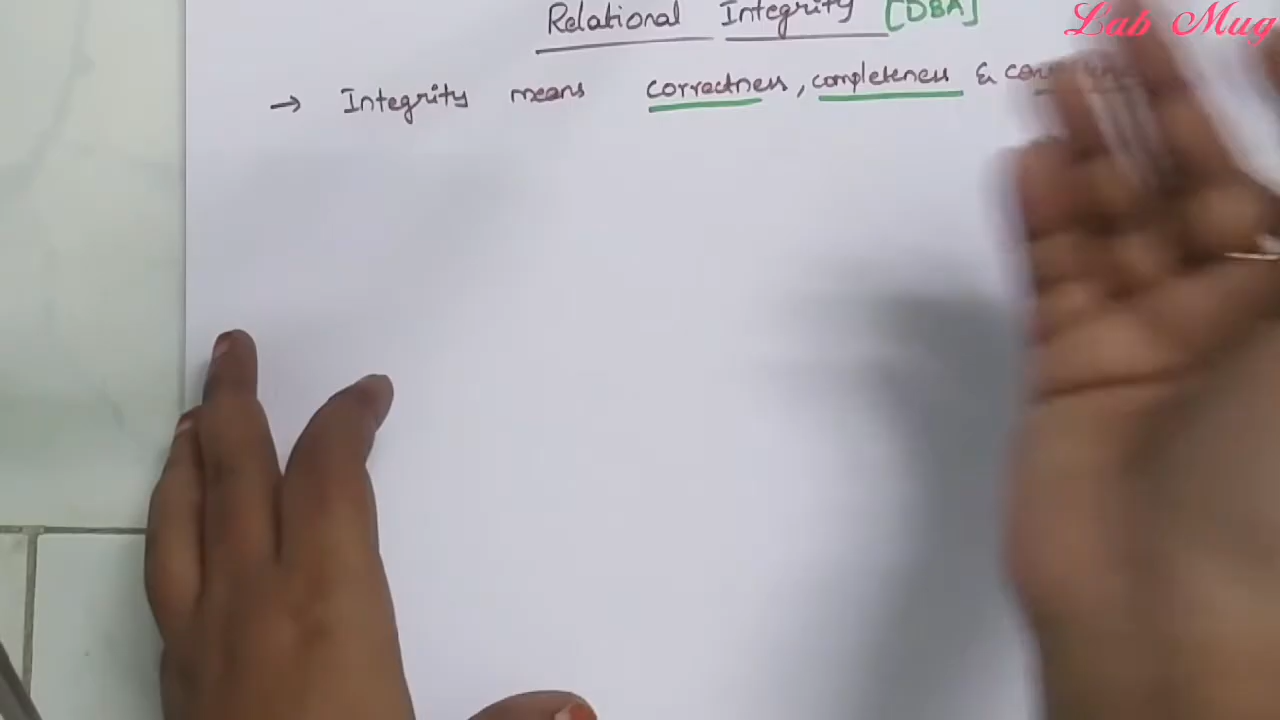 Relational Integrity [DBA]
Lab Mug
→ Integrity means correctness, completeness &